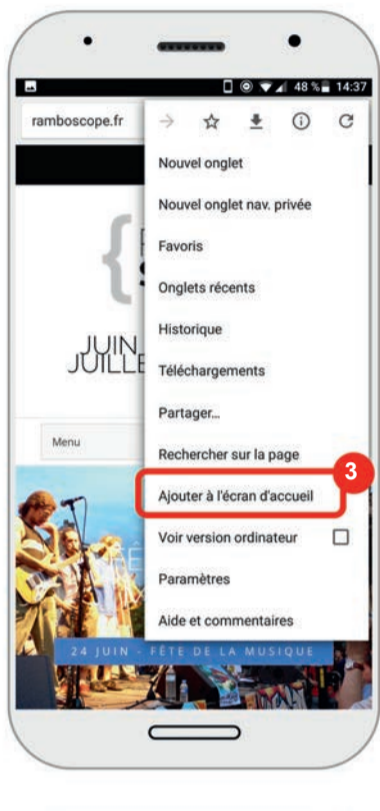 48 % 14:37
ramboscope.fr
Nouvel onglet
Nouvel onglet nav. privée
Favoris
Onglets récents
Historique
Téléchargements
Partager...
Rechercher sur la page
3
Ajouter à l'écran d'accueil
Voir version ordinateur
Paramètres
Aide et commentaires
JUIN
JUILLE
Menu
24 JUIN - FÊTE DE LA MUSIQUE